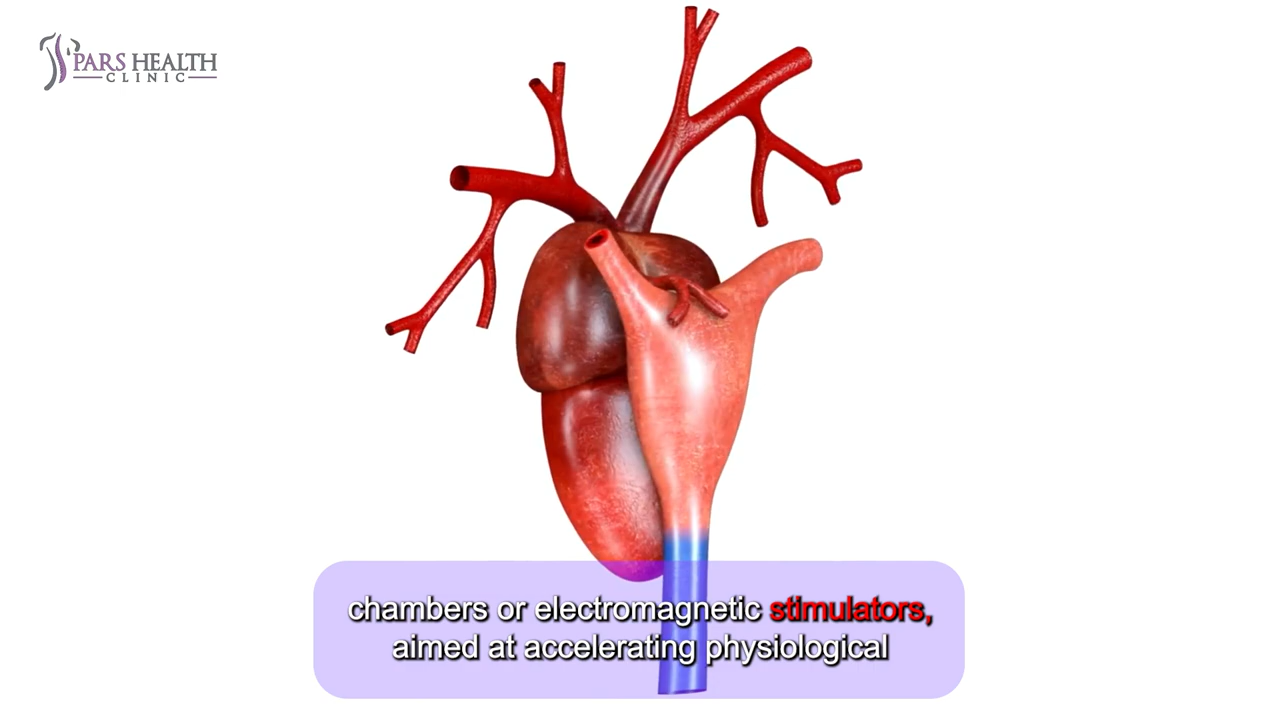 PARS HEALTH
CLINIC
chambers or electromagnetic stimulators,
aimed at accelerating physiological